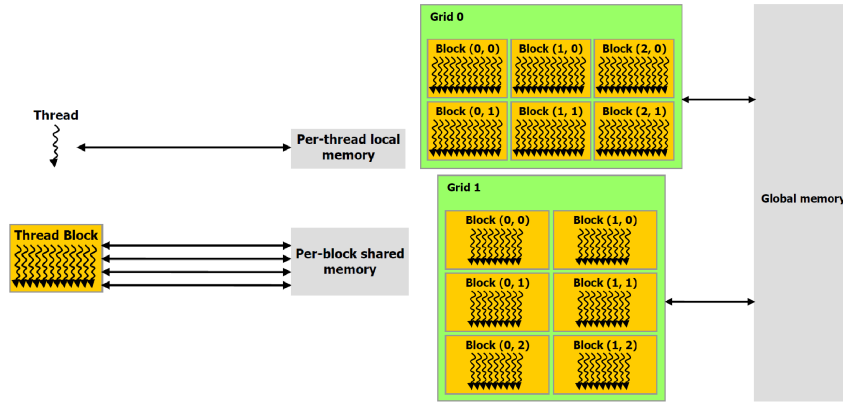 Thread
Per-thread local
memory
Thread Block
Per-block shared
memory
Grid 0
Block (0, 0) Block (1, 0) Block (2, 0)
Block (0, 1) Block (1, 1) Block (2, 1)
Grid 1
Block (0, 0) Block (1, 0)
Block (0, 1) Block (1, 1)
Block (0, 2) Block (1, 2)
Global memory